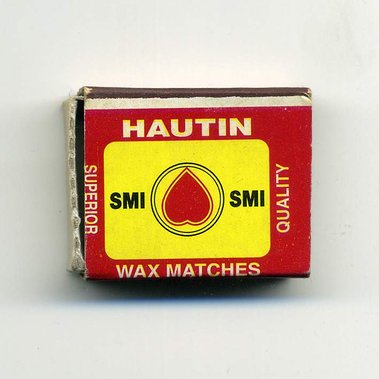 HAUTIN
SUPERIOR
SMI SMI
QUALITY
WAX MATCHES